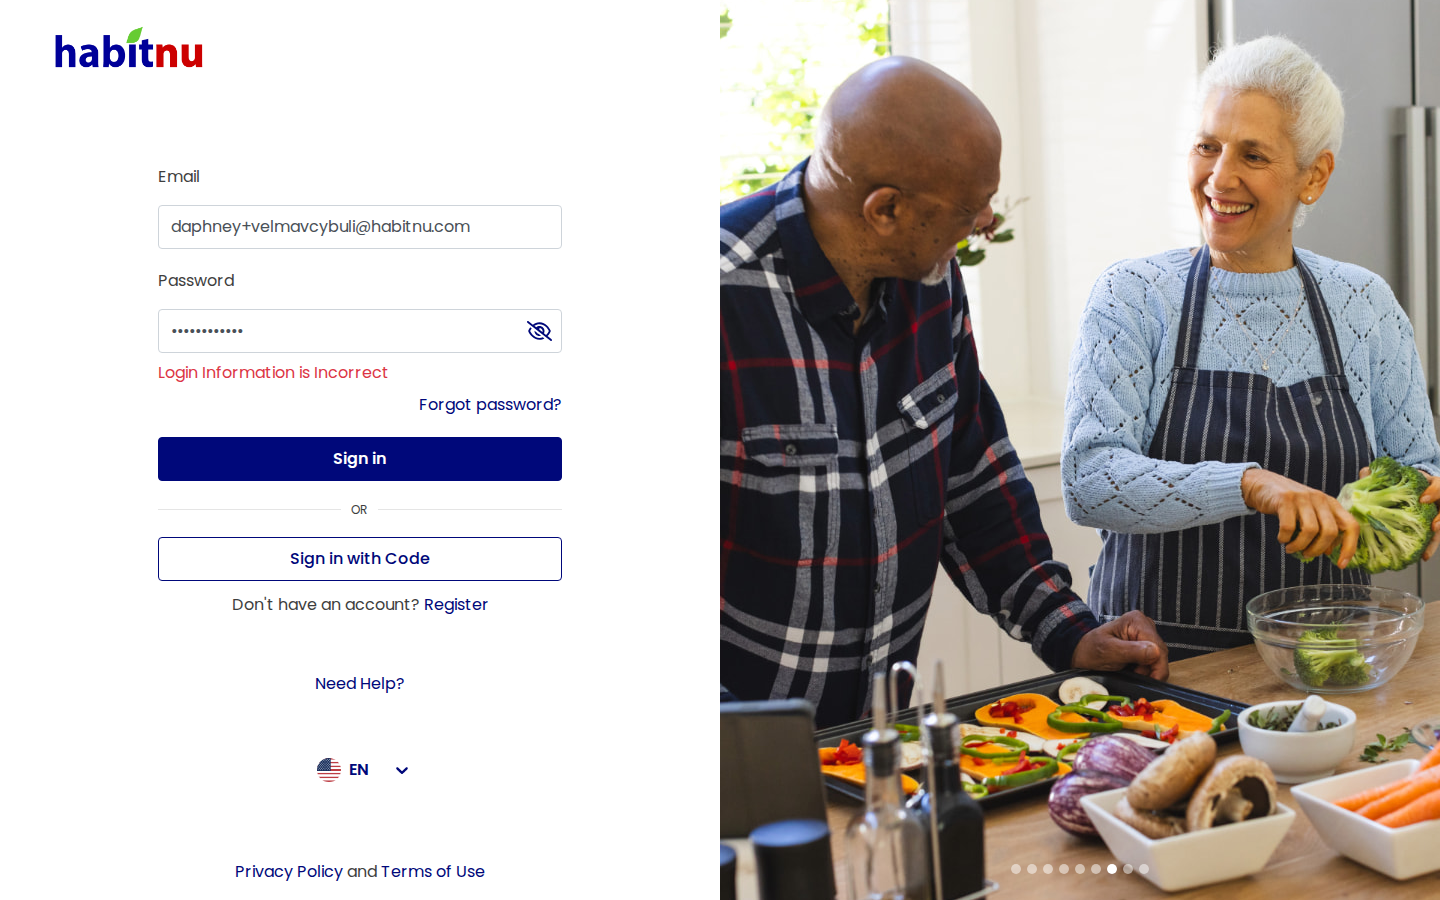 habitnu
Email
daphney+velmavcybuli@habitnu.com
Password
••••••••••••
Login Information is Incorrect
Forgot password?
Sign in
OR
Sign in with Code
Don't have an account? Register
Need Help?
EN
Privacy Policy and Terms of Use